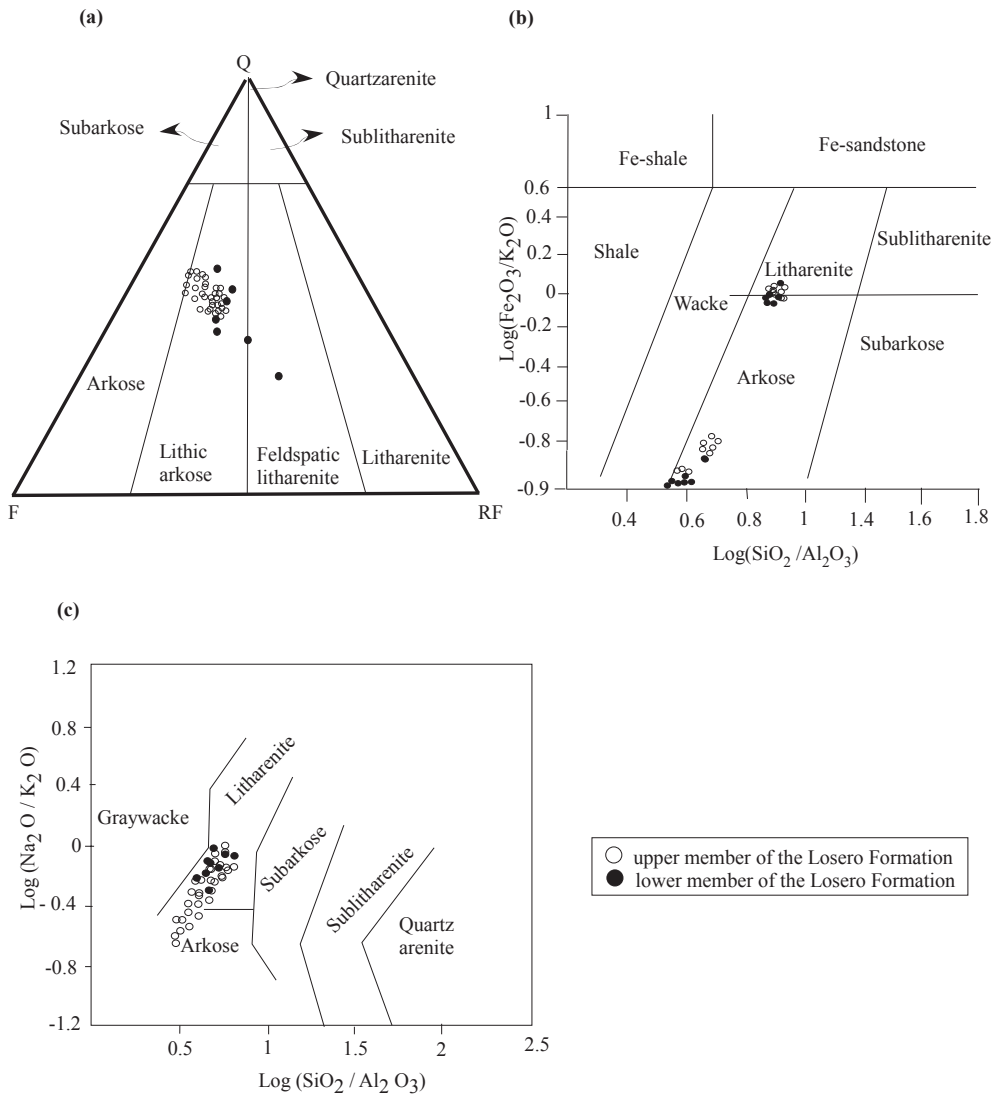 (a)
Q
Quartzarenite
Subarkose
Sublitharenite
Arkose
Lithic
arkose
Feldspatic
litharenite
Litharenite
F
RF
(b)
1
0.6
0.4
0.2
0
-0.2
-0.4
-0.6
-0.8
-0.9
Log(Fe2O3/K2O)
Fe-shale
Fe-sandstone
Shale
Sublitharenite
Litharenite
Wacke
Subarkose
Arkose
0.4
0.6
0.8
1
1.4
1.6
1.8
Log(SiO2 /Al2O3)
(c)
1.2
0.8
0.4
0
- 0.4
-0.8
-1.2
Log (Na2 O / K2 O)
Graywacke
Litharenite
Subarkose
Sublitharenite
Quartz
arenite
Arkose
0.5
1
1.5
2
2.5
Log (SiO2 / Al2 O3)
upper member of the Losero Formation
lower member of the Losero Formation